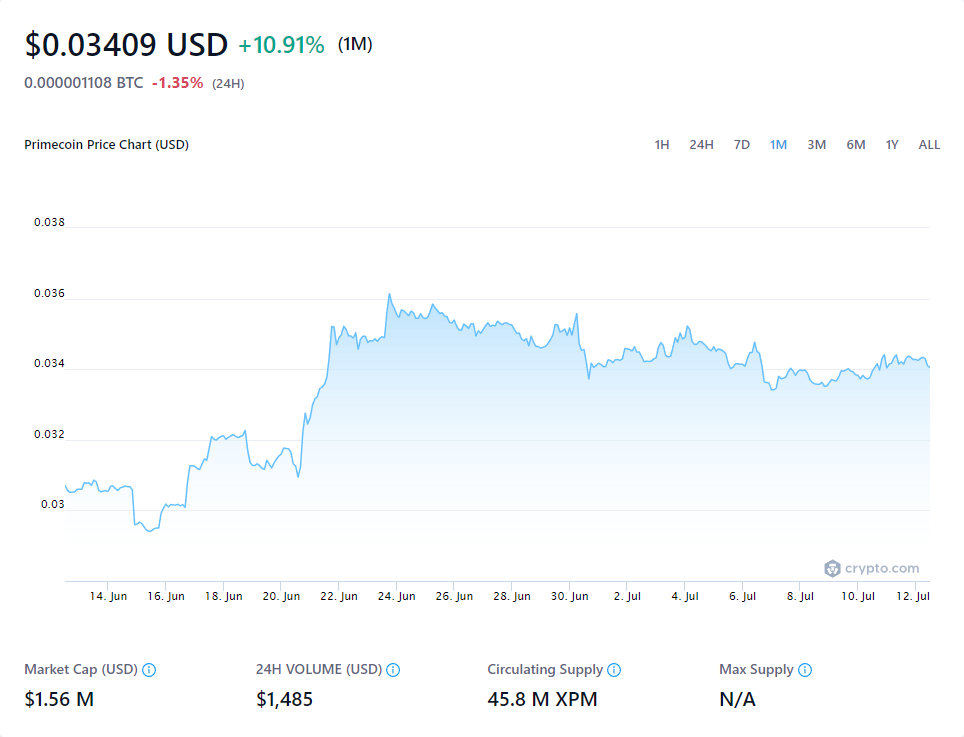 $0.03409 USD +10.91% (1M)
0.000001108 BTC -1.35% (24H)
Primecoin Price Chart (USD) 1H 24H 7D 1M 3M 6M 1Y ALL
0.038
0.036
0.034
0.032
0.03
crypto.com
14. Jun 16. Jun 18. Jun 20. Jun 22. Jun 24. Jun 26. Jun 28. Jun 30. Jun 2. Jul 4. Jul 6. Jul 8. Jul 10. Jul 12. Jul
Market Cap (USD) 24H VOLUME (USD) Circulating Supply Max Supply
$1.56 M $1,485 45.8 M XPM N/A